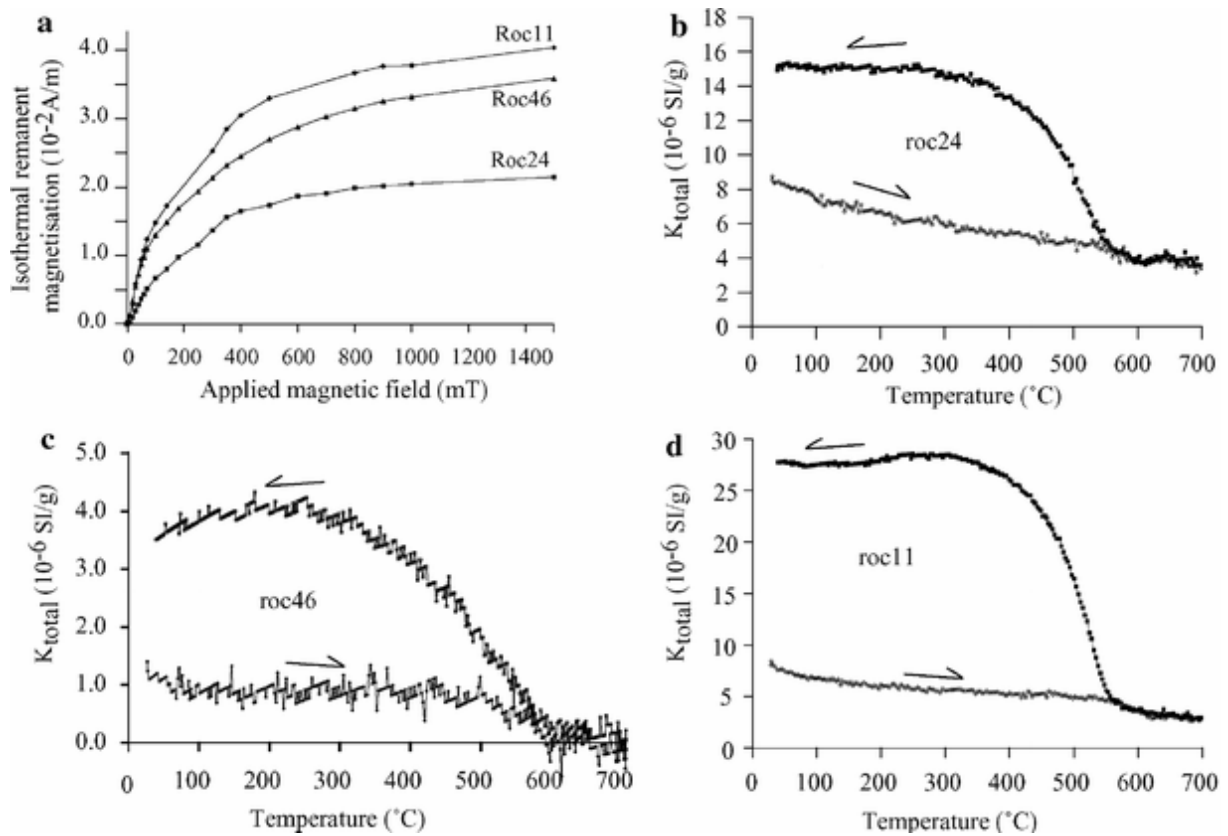 a
Isothermal remanent
magnetisation (10-2A/m)
4.0
3.0
2.0
1.0
0.0
Roc11
Roc46
Roc24
0 200 400 600 800 1000 1200 1400
Applied magnetic field (mT)
b
Ktotal (10-6 SI/g)
18
16
14
12
10
8
6
4
2
0
roc24
0 100 200 300 400 500 600 700
Temperature (˚C)
c
Ktotal (10-6 SI/g)
5.0
4.0
3.0
2.0
1.0
0.0
roc46
0 100 200 300 400 500 600 700
Temperature (˚C)
d
Ktotal (10-6 SI/g)
30
25
20
15
10
5
0
roc11
0 100 200 300 400 500 600 700
Temperature (˚C)